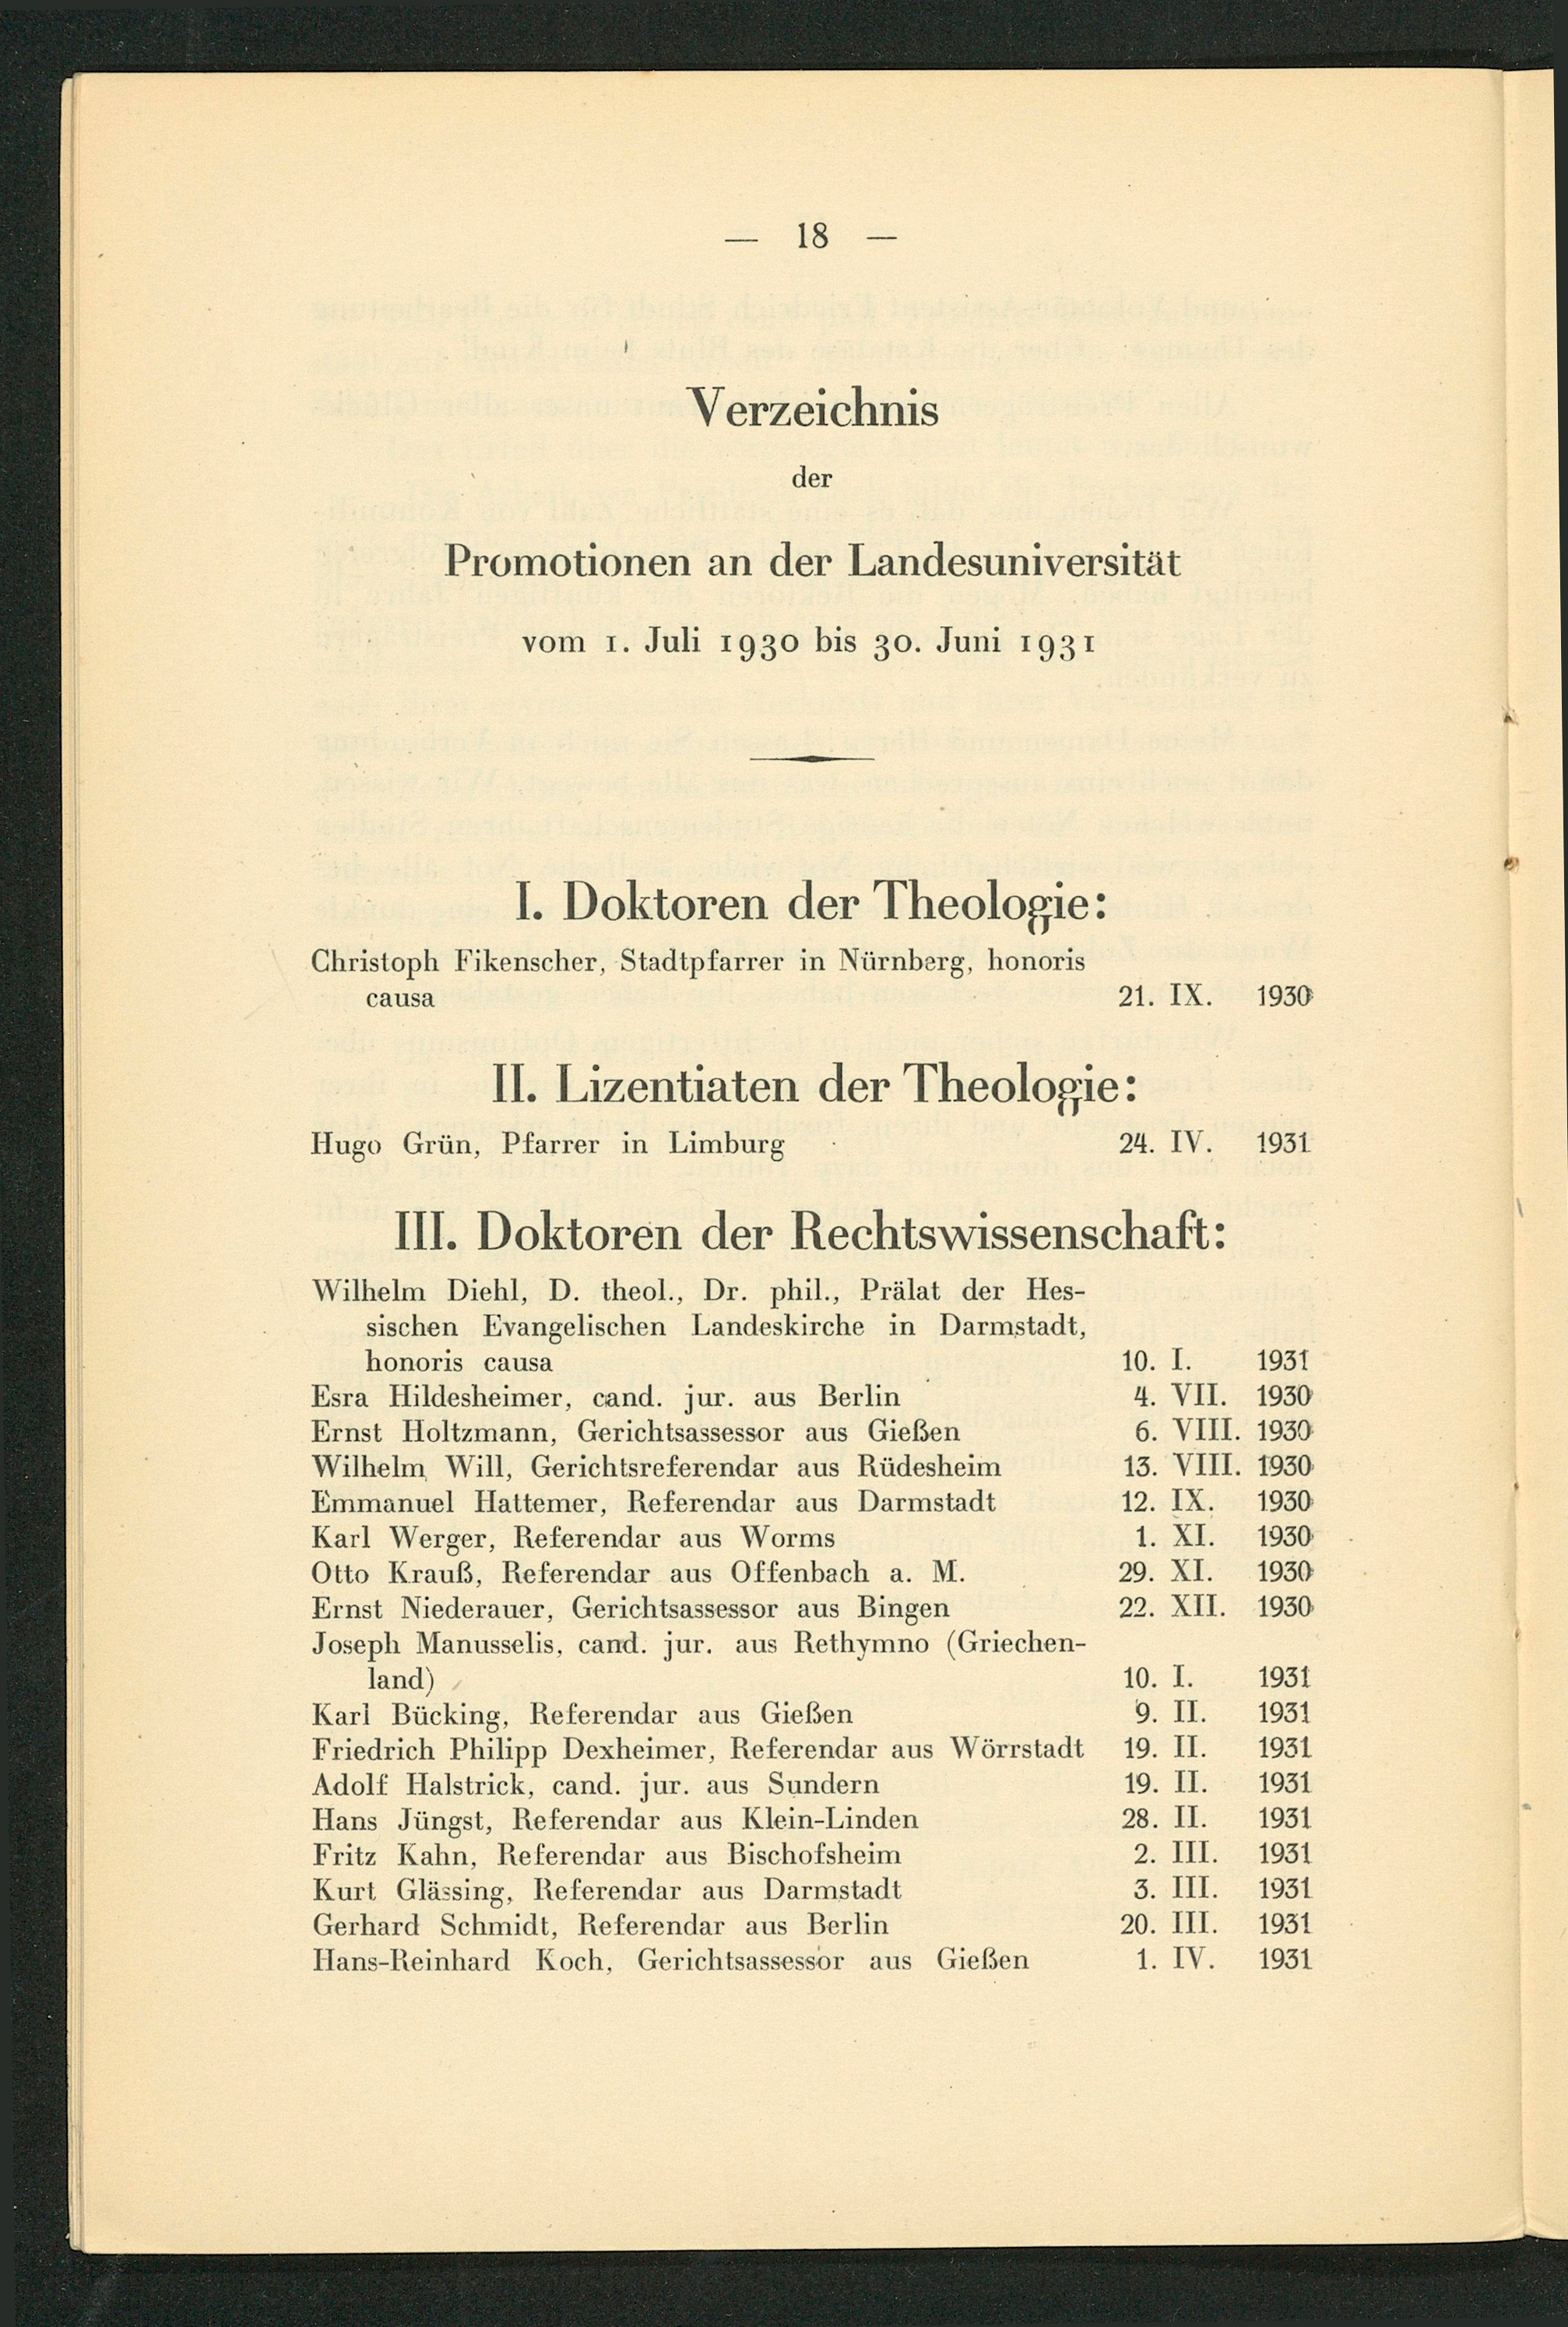 — 18 —
Verzeichnis
der
Promotionen an der Landesuniversität
vom 1. Juli 1930 bis 30. Juni 1931
I. Doktoren der Theologie:
Christoph Fikenscher, Stadtpfarrer in Nürnberg, honoris
causa 21. IX. 1930
II. Lizentiaten der Theologie:
Hugo Grün, Pfarrer in Limburg 24. IV. 1931
III. Doktoren der Rechtswissenschaft:
Wilhelm Diehl, D. theol., Dr. phil., Prälat der Hes-
sischen Evangelischen Landeskirche in Darmstadt,
honoris causa 10. I. 1931
Esra Hildesheimer, cand. jur. aus Berlin 4. VII. 1930
Ernst Holtzmann, Gerichtsassessor aus Gießen 6. VIII. 1930
Wilhelm Will, Gerichtsreferendar aus Rüdesheim 13. VIII. 1930
Emmanuel Hattemer, Referendar aus Darmstadt 12. IX. 1930
Karl Werger, Referendar aus Worms 1. XI. 1930
Otto Krauß, Referendar aus Offenbach a. M. 29. XI. 1930
Ernst Niederauer, Gerichtsassessor aus Bingen 22. XII. 1930
Joseph Manusselis, cand. jur. aus Rethymno (Griechen-
land) 10. I. 1931
Karl Bücking, Referendar aus Gießen 9. II. 1931
Friedrich Philipp Dexheimer, Referendar aus Wörrstadt 19. II. 1931
Adolf Halstrick, cand. jur. aus Sundern 19. II. 1931
Hans Jüngst, Referendar aus Klein-Linden 28. II. 1931
Fritz Kahn, Referendar aus Bischofsheim 2. III. 1931
Kurt Glässing, Referendar aus Darmstadt 3. III. 1931
Gerhard Schmidt, Referendar aus Berlin 20. III. 1931
Hans-Reinhard Koch, Gerichtsassessor aus Gießen 1. IV. 1931